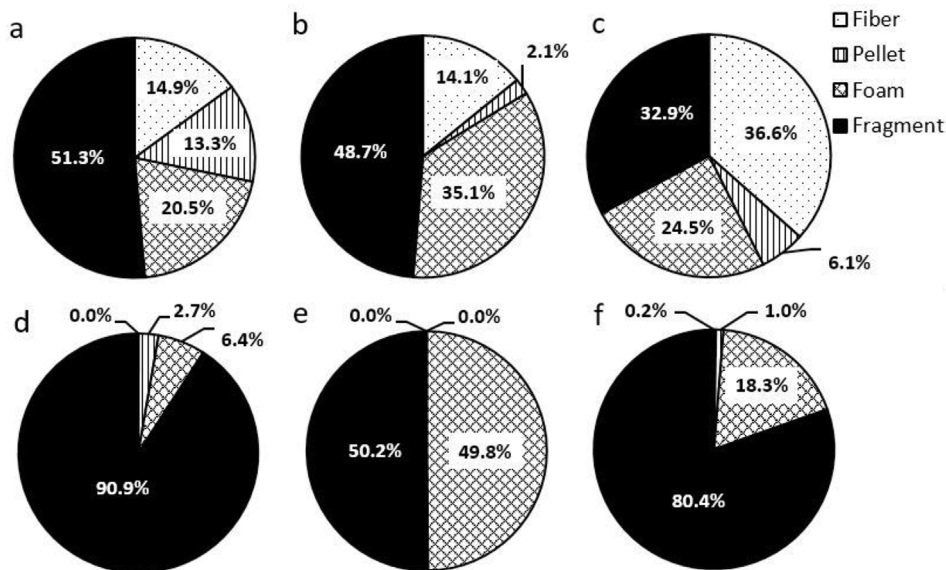 a
14.9%
13.3%
20.5%
51.3%
b
14.1%
2.1%
35.1%
48.7%
c
36.6%
6.1%
24.5%
32.9%
Fiber
Pellet
Foam
Fragment
d
0.0%
2.7%
6.4%
90.9%
e
0.0%
0.0%
49.8%
50.2%
f
0.2%
1.0%
18.3%
80.4%